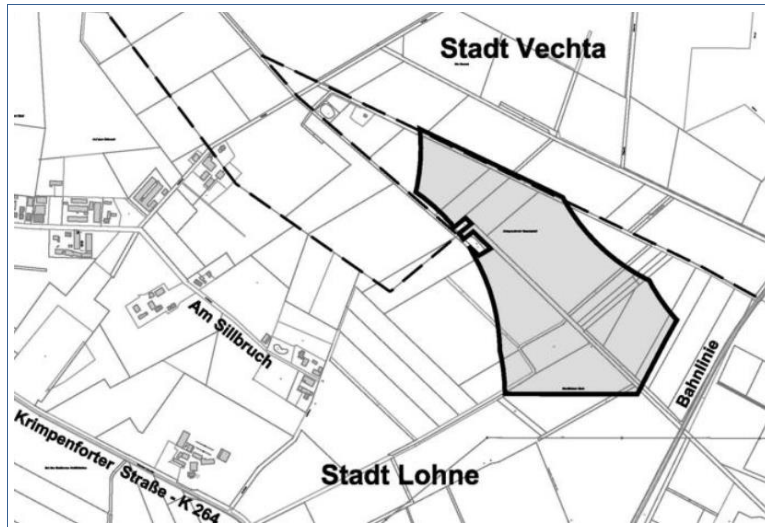 Stadt Vechta
Am Sillbruch
Bahnlinie
Krimpenforter Straße - K 264
Stadt Lohne